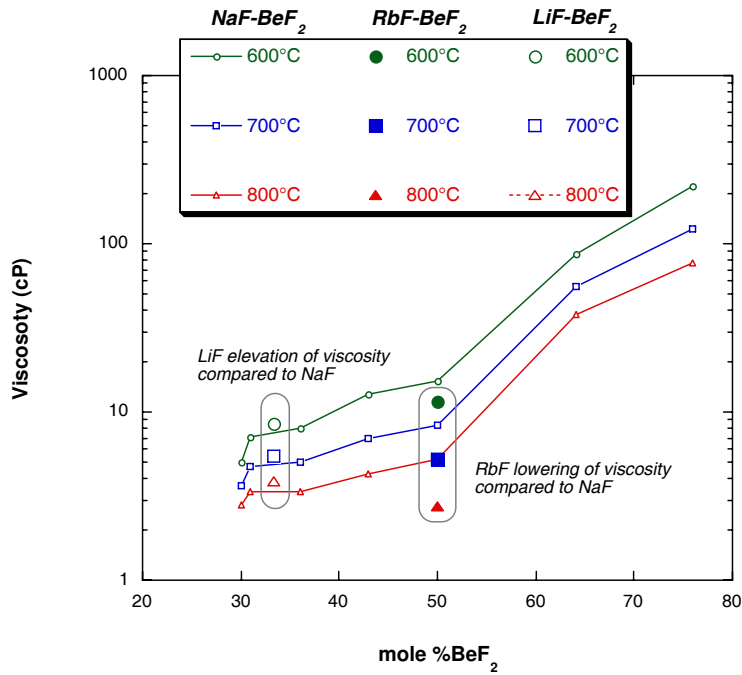 NaF-BeF2 RbF-BeF2 LiF-BeF2
600°C 600°C 600°C
700°C 700°C 700°C
800°C 800°C 800°C
1000
100
10
1
Viscosoty (cP)
LiF elevation of viscosity
compared to NaF
RbF lowering of viscosity
compared to NaF
20 30 40 50 60 70 80
mole %BeF2